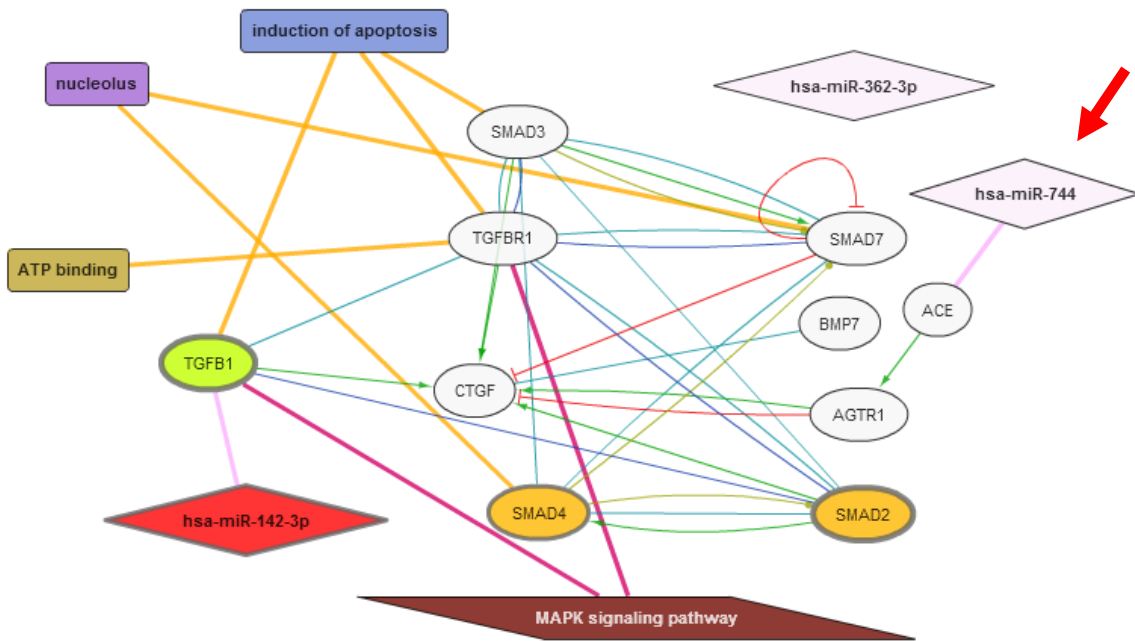 induction of apoptosis
nucleolus
hsa-miR-362-3p
SMAD3
hsa-miR-744
TGFBR1
SMAD7
ATP binding
ACE
BMP7
TGFB1
CTGF
AGTR1
hsa-miR-142-3p
SMAD4
SMAD2
MAPK signaling pathway